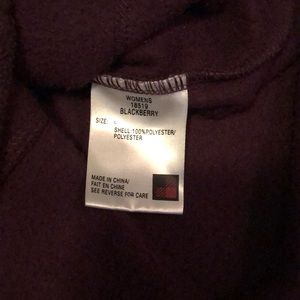 WOMENS
18519
BLACKBERRY
SIZE:
SHELL:100%POLYESTER/
POLYESTER
MADE IN CHINA/
FAIT EN CHINE
SEE REVERSE FOR CARE